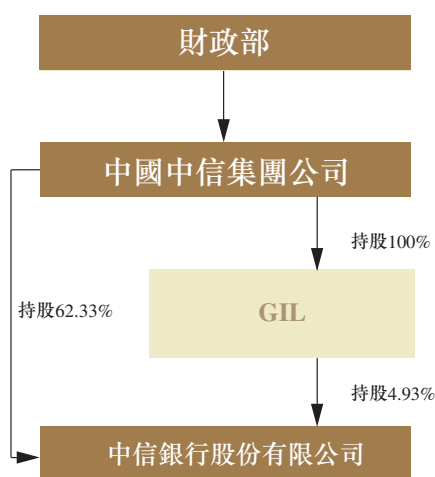 財政部
中國中信集團公司
持股100%
持股62.33%
GIL
持股4.93%
中信銀行股份有限公司